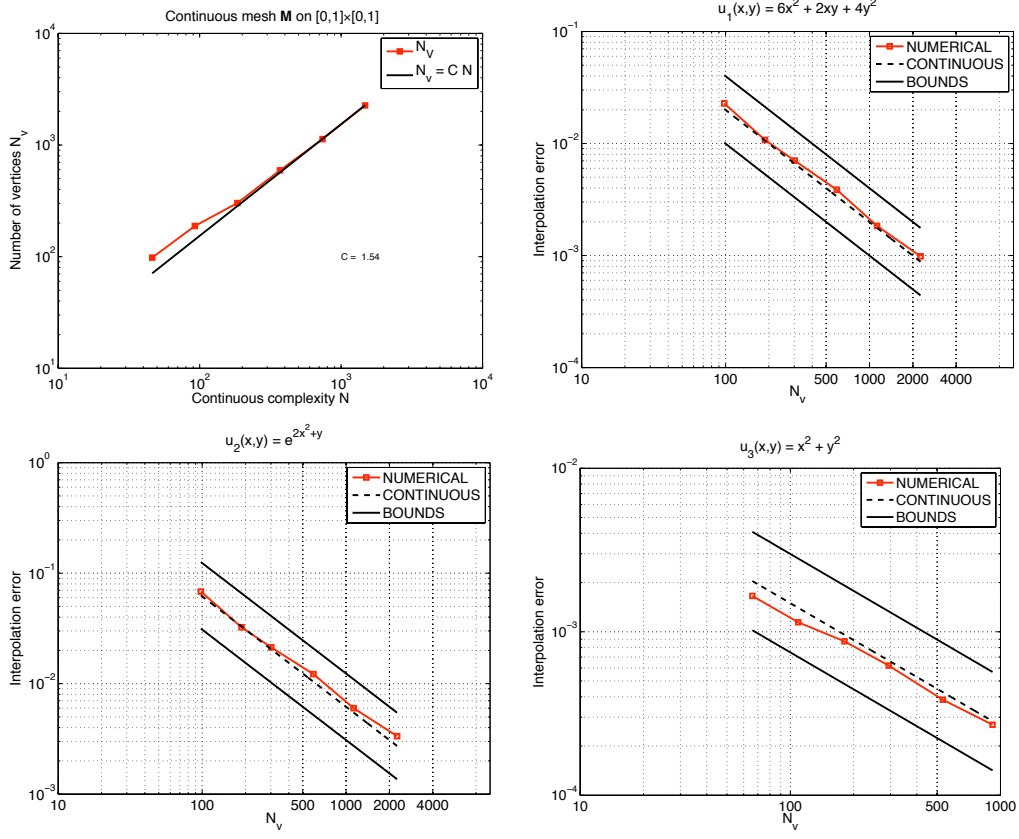 Continuous mesh M on [0,1]×[0,1]
10^4
10^3
10^2
10^1
Number of vertices N_v
N_V
N_v = C N
C = 1.54
10^1
10^2
10^3
10^4
Continuous complexity N
u_1(x,y) = 6x^2 + 2xy + 4y^2
10^-1
10^-2
10^-3
10^-4
Interpolation error
NUMERICAL
CONTINUOUS
BOUNDS
10
100
500
1000
2000
4000
N_v
u_2(x,y) = e^{2x^2+y}
10^0
10^-1
10^-2
10^-3
Interpolation error
NUMERICAL
CONTINUOUS
BOUNDS
10
100
500
1000
2000
4000
N_v
u_3(x,y) = x^2 + y^2
10^-2
10^-3
10^-4
Interpolation error
NUMERICAL
CONTINUOUS
BOUNDS
10
100
500
1000
N_v